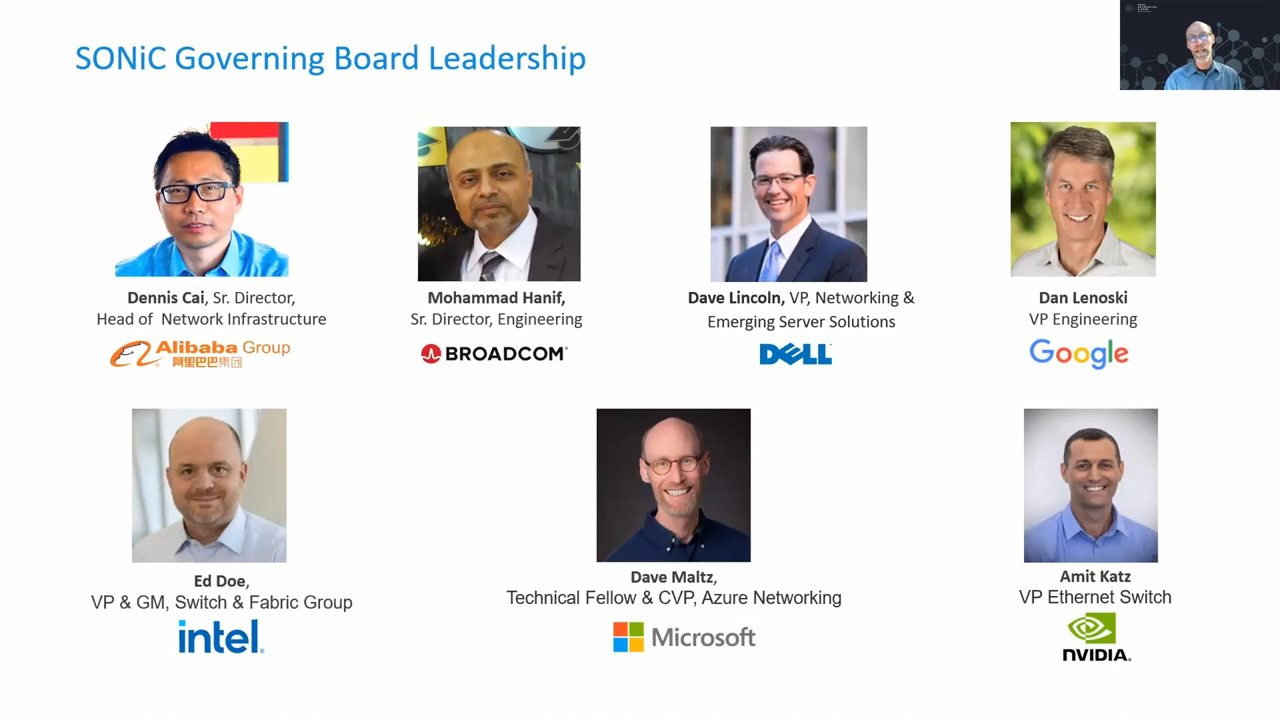 SONiC Governing Board Leadership
Dennis Cai, Sr. Director,
Head of Network Infrastructure
Alibaba Group
阿里巴巴集团
Mohammad Hanif,
Sr. Director, Engineering
BROADCOM®
Dave Lincoln, VP, Networking &
Emerging Server Solutions
DELL
Dan Lenoski
VP Engineering
Google
Ed Doe,
VP & GM, Switch & Fabric Group
intel®
Dave Maltz,
Technical Fellow & CVP, Azure Networking
Microsoft
Amit Katz
VP Ethernet Switch
NVIDIA®